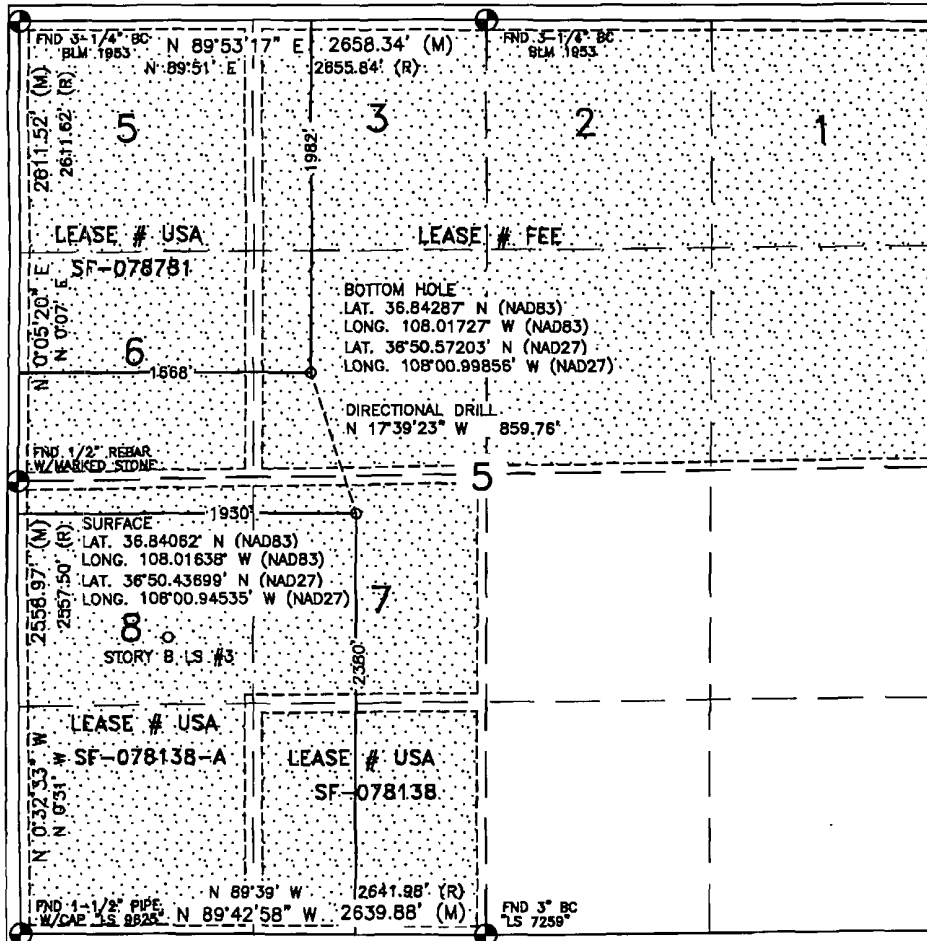 FND 3-1/4" BC
BLM 1953
N 89°53'17" E 2658.34' (M)
N 89°51' E 2655.84' (R)
FND 3-1/4" BC
BLM 1953
2611.52' (M)
2611.62' (R)
N 0°05'20" E
N 0°07' E
5
3
2
1
1982'
LEASE # USA
SF-078781
LEASE # FEE
BOTTOM HOLE
LAT. 36.84287° N (NAD83)
LONG. 108.01727° W (NAD83)
LAT. 36°50.57203' N (NAD27)
LONG. 108°00.99856' W (NAD27)
6
1668'
DIRECTIONAL DRILL
N 17°39'23" W 859.76'
FND 1/2" REBAR
W/MARKED STONE
5
1930'
SURFACE
LAT. 36.84062° N (NAD83)
LONG. 108.01638° W (NAD83)
LAT. 36°50.43699' N (NAD27)
LONG. 108°00.94535' W (NAD27)
2558.97' (M)
2557.50' (R)
N 0°32'33" W
N 0°31' W
8
7
STORY B LS #3
2380'
LEASE # USA
SF-078138-A
LEASE # USA
SF-078138
N 89°39' W 2641.98' (R)
FND 1-1/2" PIPE
W/CAP "LS 9825"
N 89°42'58" W 2639.88' (M)
FND 3" BC
"LS 7259"